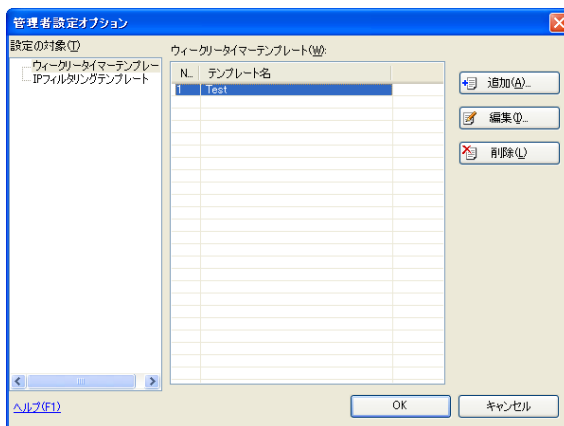 管理者設定オプション
設定の対象(T)
ウィークリータイマーテンプレー
IPフィルタリングテンプレート
ウィークリータイマーテンプレート(W):
N... テンプレート名
1 Test
追加(A)...
編集(I)...
削除(L)
ヘルプ(F1)
OK
キャンセル